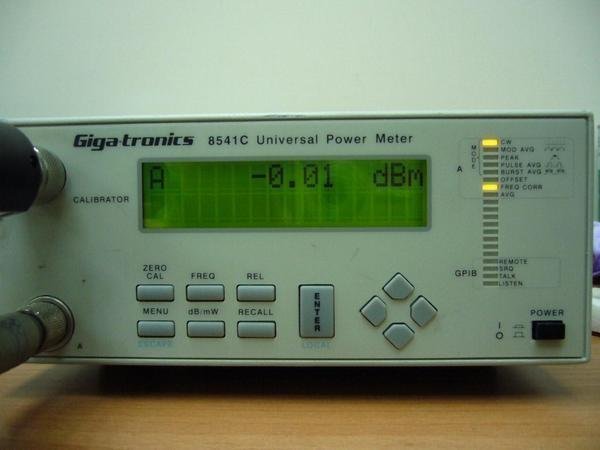 Giga-tronics 8541C Universal Power Meter
CALIBRATOR
A -0.01 dBm
MODE
A
CW
MOD AVG
PEAK
PULSE AVG
BURST AVG
OFFSET
FREQ CORR
AVG
GPIB
REMOTE
SRQ
TALK
LISTEN
ZERO CAL
FREQ
REL
MENU
dB/mW
RECALL
ENTER
ESCAPE
LOCAL
POWER
I
O
A